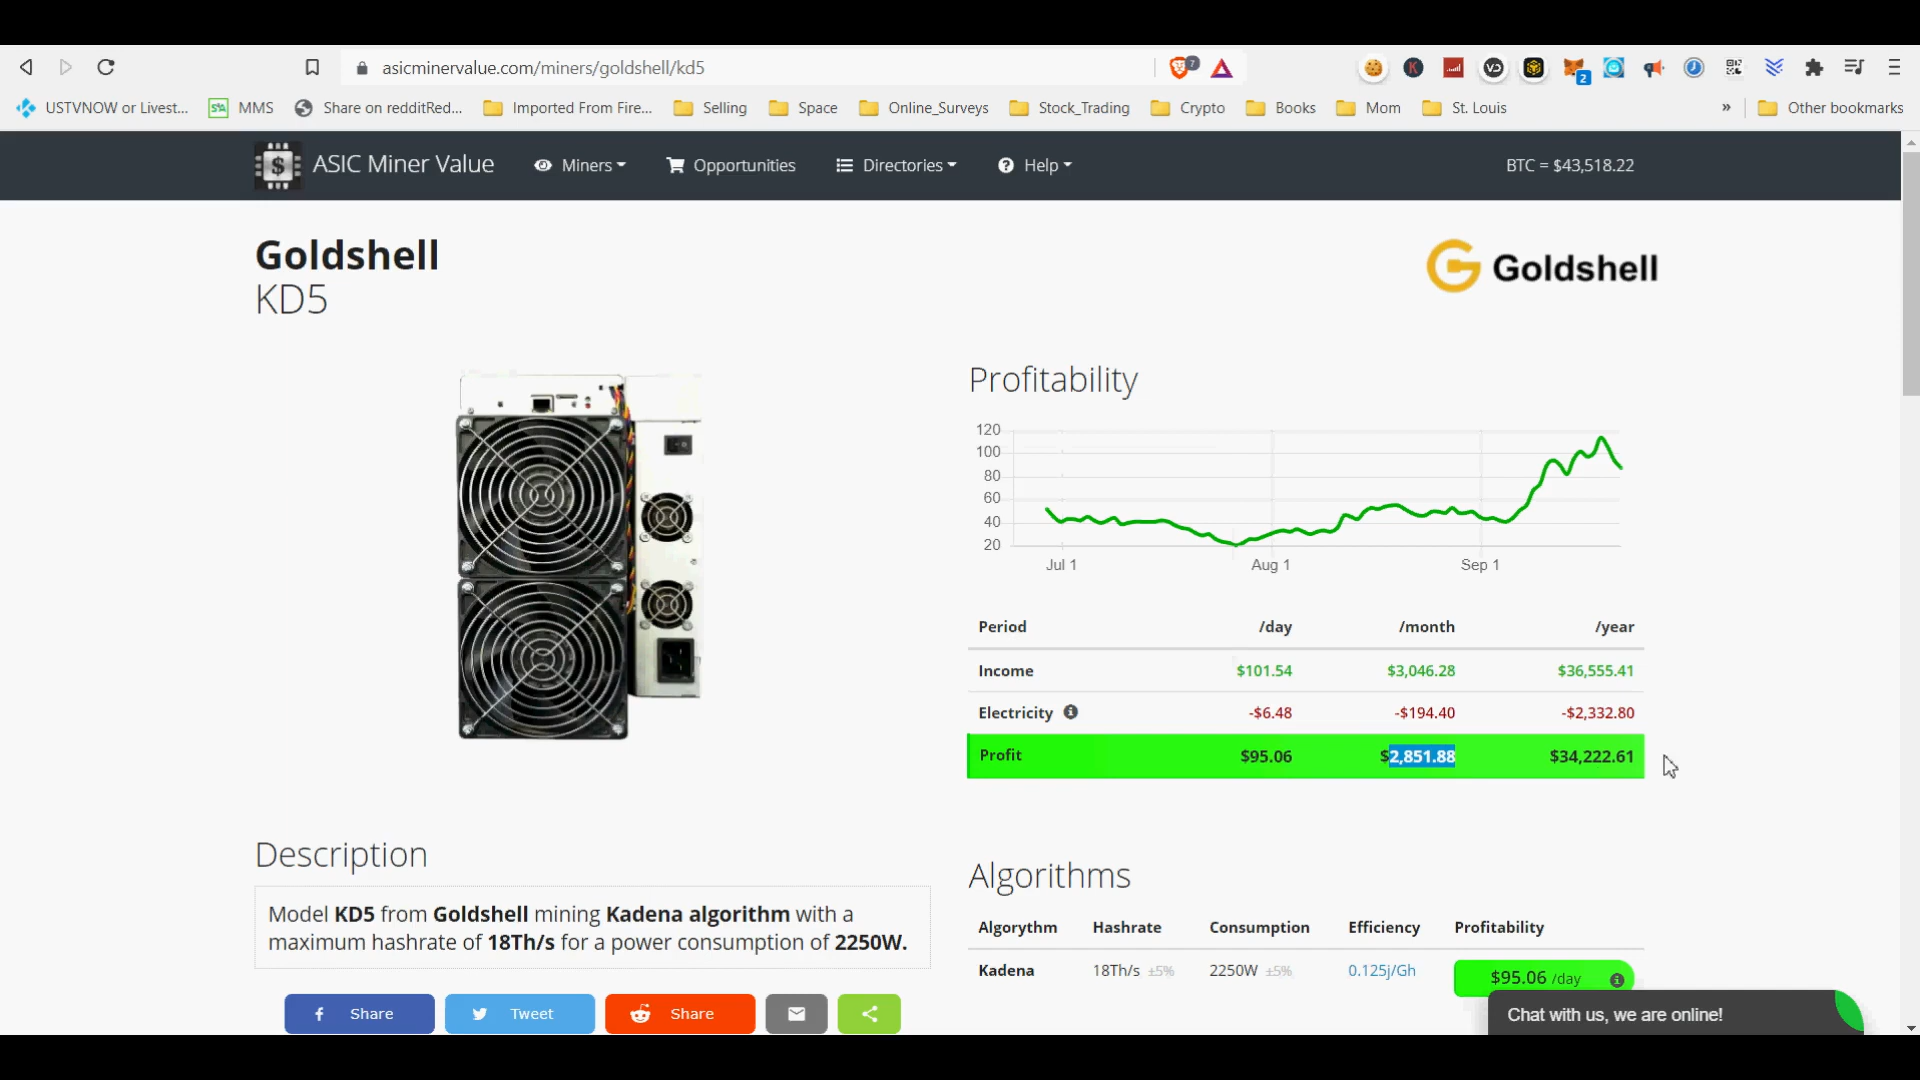 asicminervalue.com/miners/goldshell/kd5
7
2
USTVNOW or Livest... MMS Share on redditRed... Imported From Fire... Selling Space Online_Surveys Stock_Trading Crypto Books Mom St. Louis » Other bookmarks
$ ASIC Miner Value Miners Opportunities Directories Help BTC = $43,518.22
Goldshell
KD5
Goldshell
Profitability
120
100
80
60
40
20
Jul 1 Aug 1 Sep 1
Period /day /month /year
Income $101.54 $3,046.28 $36,555.41
Electricity -$6.48 -$194.40 -$2,332.80
Profit $95.06 $2,851.88 $34,222.61
Description
Model KD5 from Goldshell mining Kadena algorithm with a
maximum hashrate of 18Th/s for a power consumption of 2250W.
Share Tweet Share
Algorithms
Algorythm Hashrate Consumption Efficiency Profitability
Kadena 18Th/s ±5% 2250W ±5% 0.125j/Gh $95.06 /day
Chat with us, we are online!